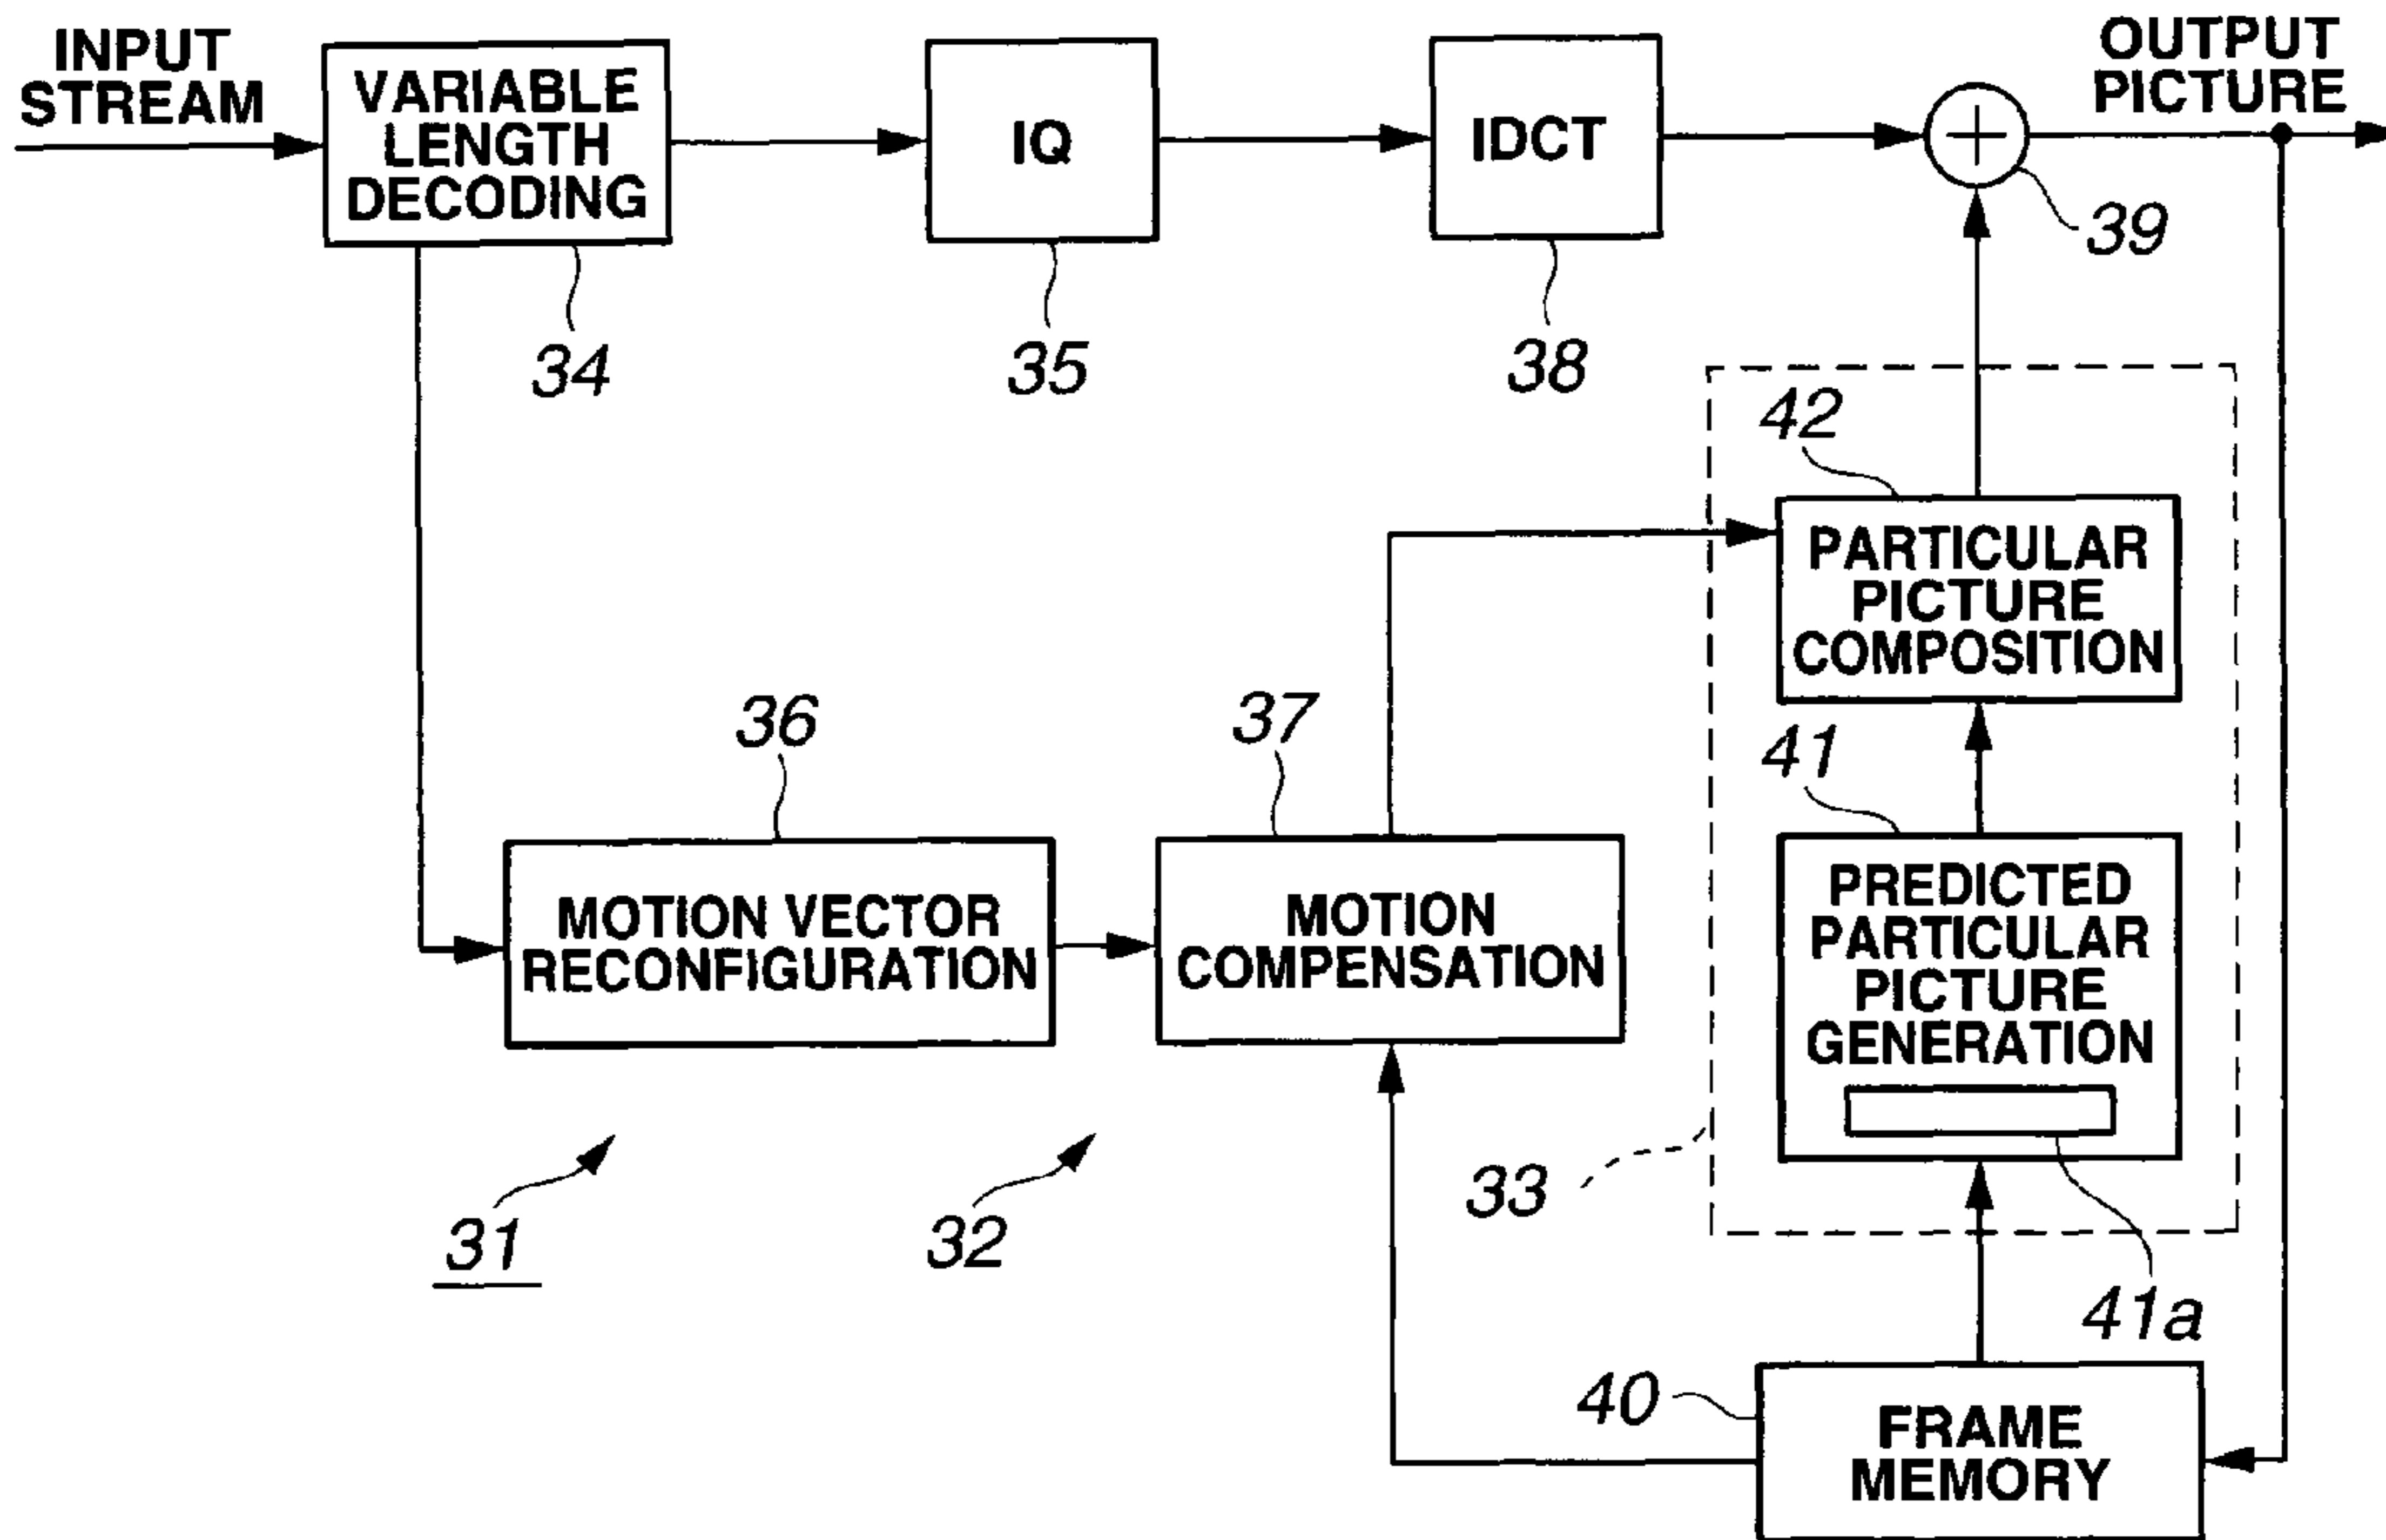 INPUT
STREAM
VARIABLE
LENGTH
DECODING
34
IQ
35
IDCT
38
OUTPUT
PICTURE
39
42
PARTICULAR
PICTURE
COMPOSITION
36
MOTION VECTOR
RECONFIGURATION
37
MOTION
COMPENSATION
41
PREDICTED
PARTICULAR
PICTURE
GENERATION
31
32
33
41a
40
FRAME
MEMORY